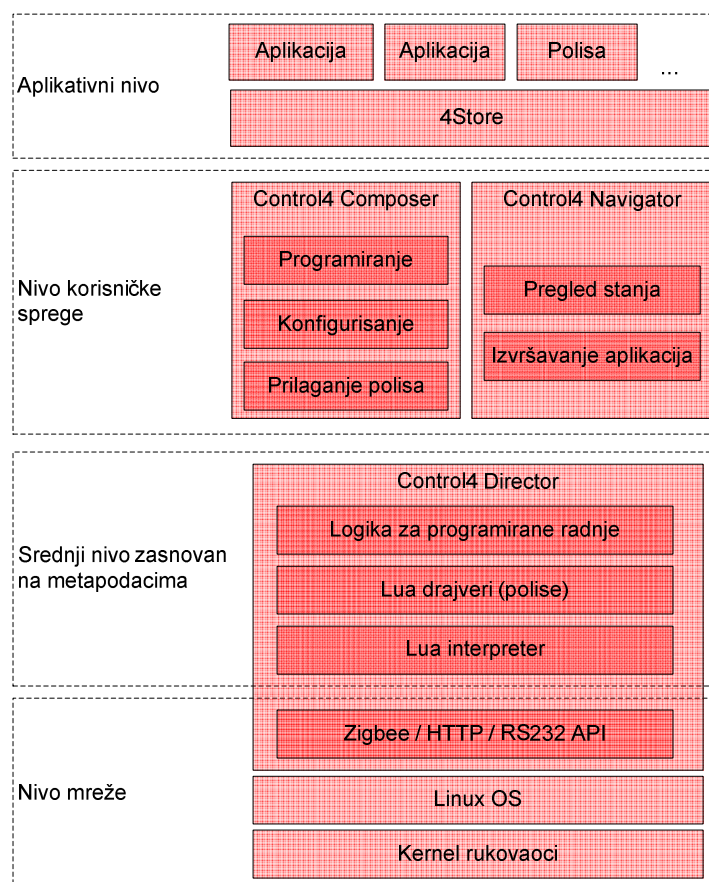 Aplikativni nivo
Aplikacija
Aplikacija
Polisa
...
4Store
Nivo korisničke
sprege
Control4 Composer
Programiranje
Konfigurisanje
Prilaganje polisa
Control4 Navigator
Pregled stanja
Izvršavanje aplikacija
Srednji nivo zasnovan
na metapodacima
Control4 Director
Logika za programirane radnje
Lua drajveri (polise)
Lua interpreter
Nivo mreže
Zigbee / HTTP / RS232 API
Linux OS
Kernel rukovaoci